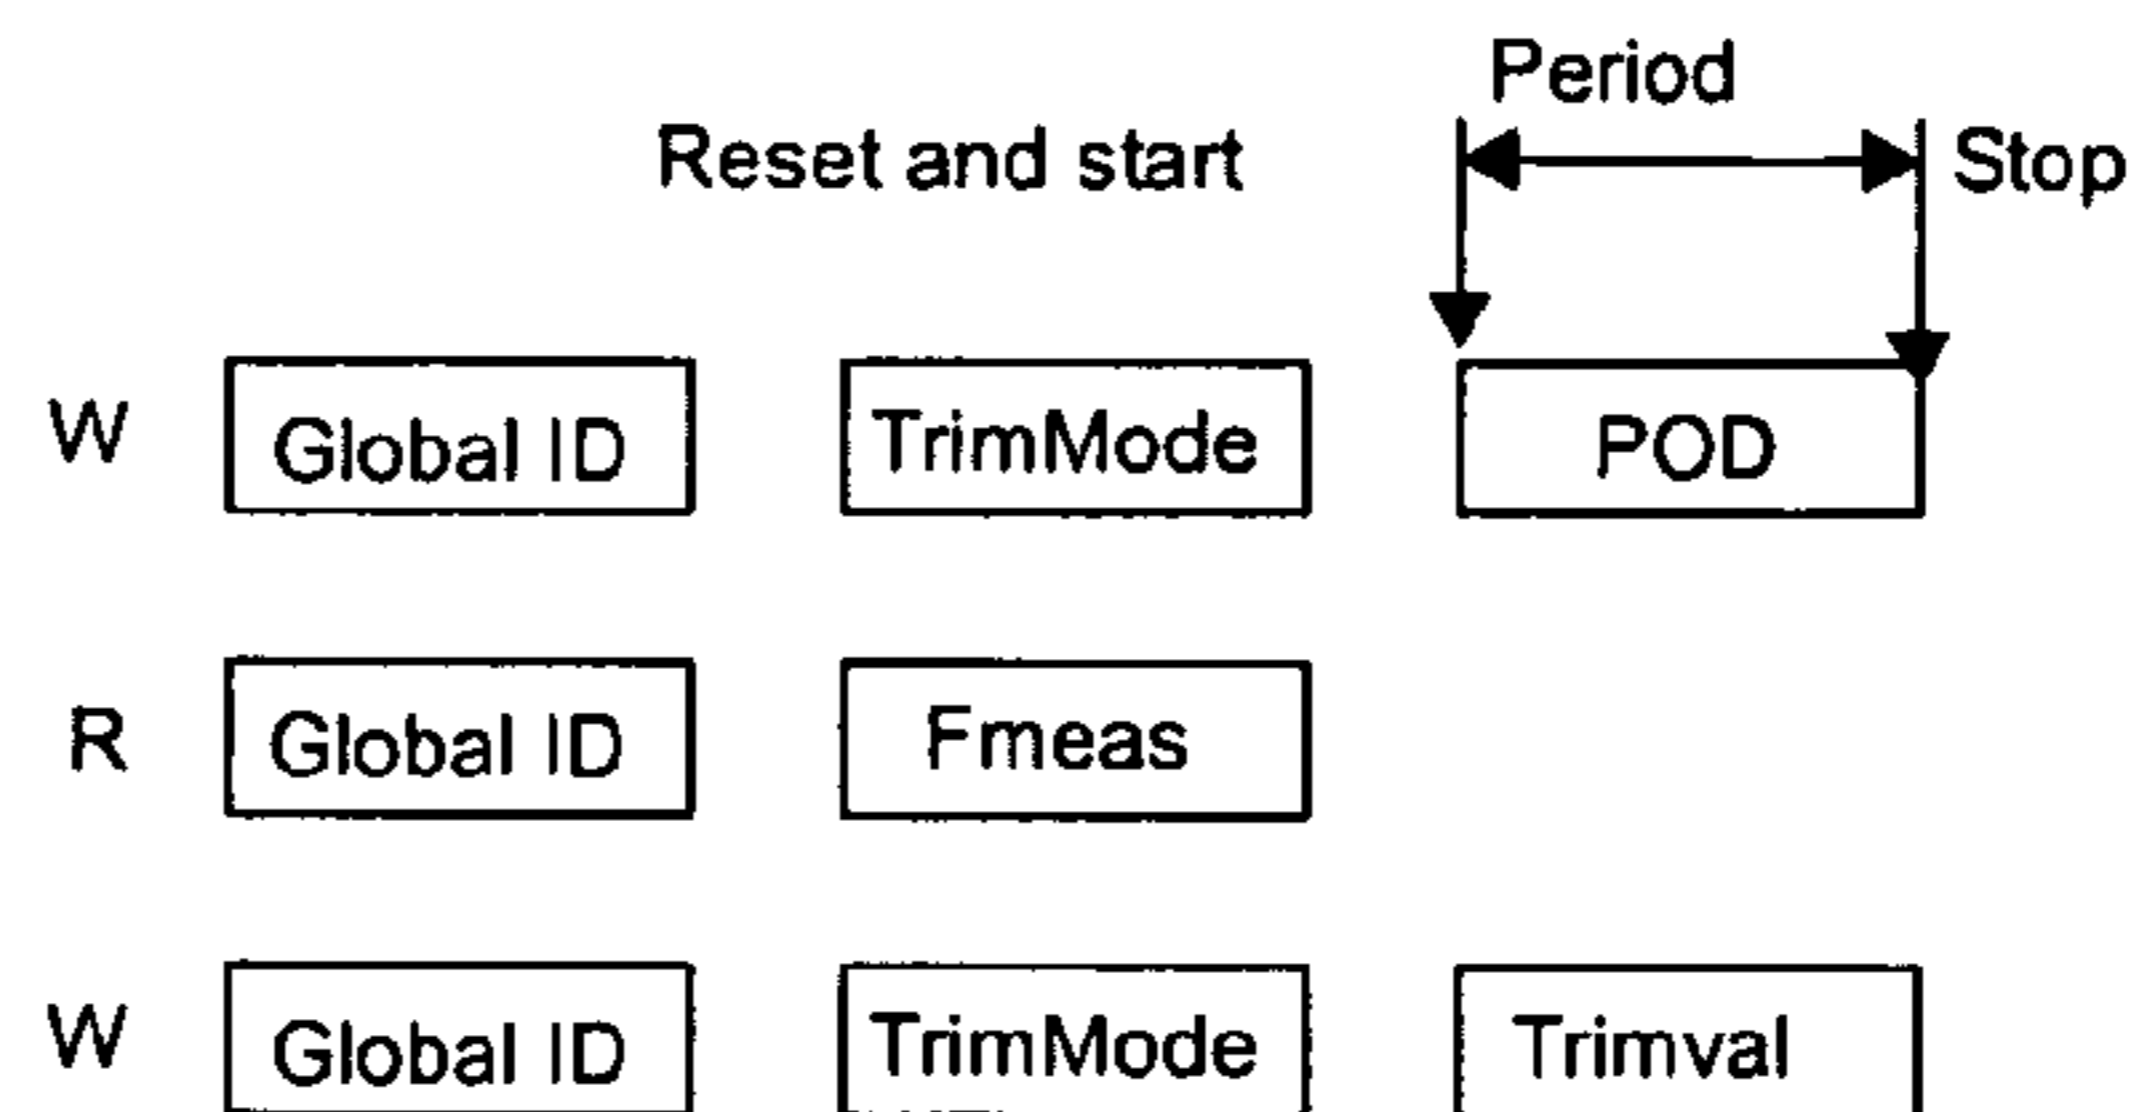 Period
Reset and start Stop
W Global ID TrimMode POD
R Global ID Fmeas
W Global ID TrimMode Trimval